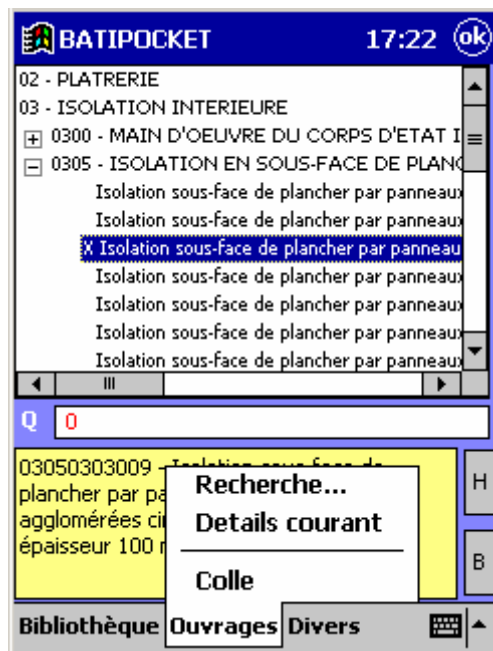 BATIPOCKET 17:22 ok
02 - PLATRERIE
03 - ISOLATION INTERIEURE
0300 - MAIN D'OEUVRE DU CORPS D'ETAT I
0305 - ISOLATION EN SOUS-FACE DE PLANC
Isolation sous-face de plancher par panneaux
Isolation sous-face de plancher par panneaux
X Isolation sous-face de plancher par panneau
Isolation sous-face de plancher par panneaux
Isolation sous-face de plancher par panneaux
Isolation sous-face de plancher par panneaux
Isolation sous-face de plancher par panneaux
Q 0
03050303009 - Isolation sous-face de
plancher par pa
agglomérées ci
épaisseur 100 
H
B
Recherche...
Details courant
Colle
Bibliothèque Ouvrages Divers